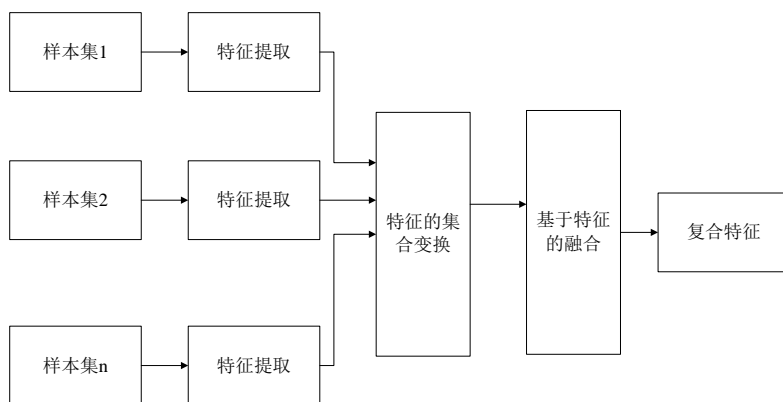 样本集1
特征提取
样本集2
特征提取
样本集n
特征提取
特征的集
合变换
基于特征
的融合
复合特征